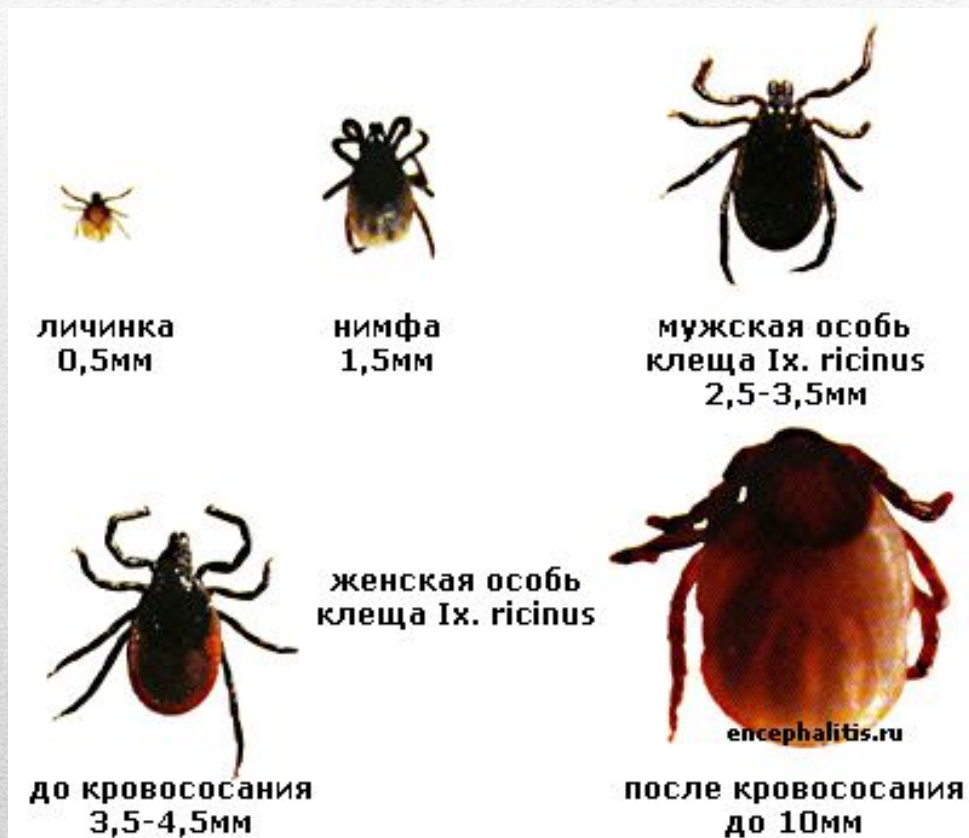 личинка
0,5мм
нимфа
1,5мм
мужская особь
клеща Ix. ricinus
2,5-3,5мм
женская особь
клеща Ix. ricinus
до кровососания
3,5-4,5мм
encephalitis.ru
после кровососания
до 10мм